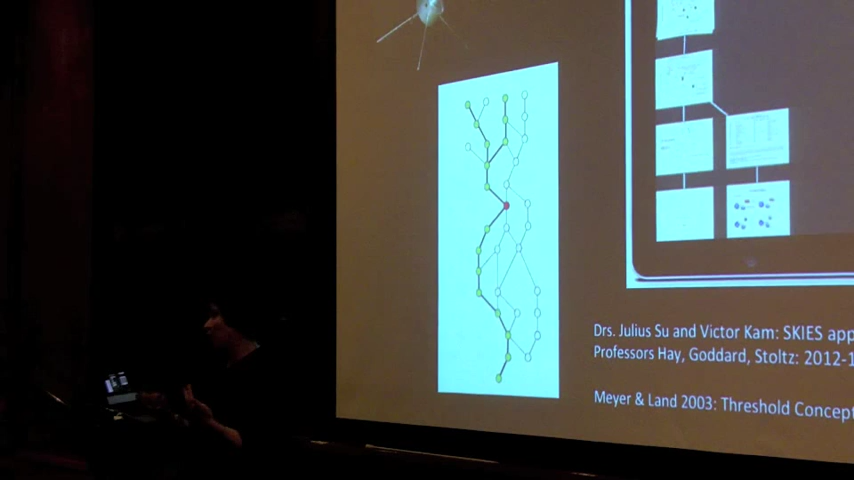 Drs. Julius Su and Victor Kam: SKIES app
Professors Hay, Goddard, Stoltz: 2012-1
Meyer & Land 2003: Threshold Concept